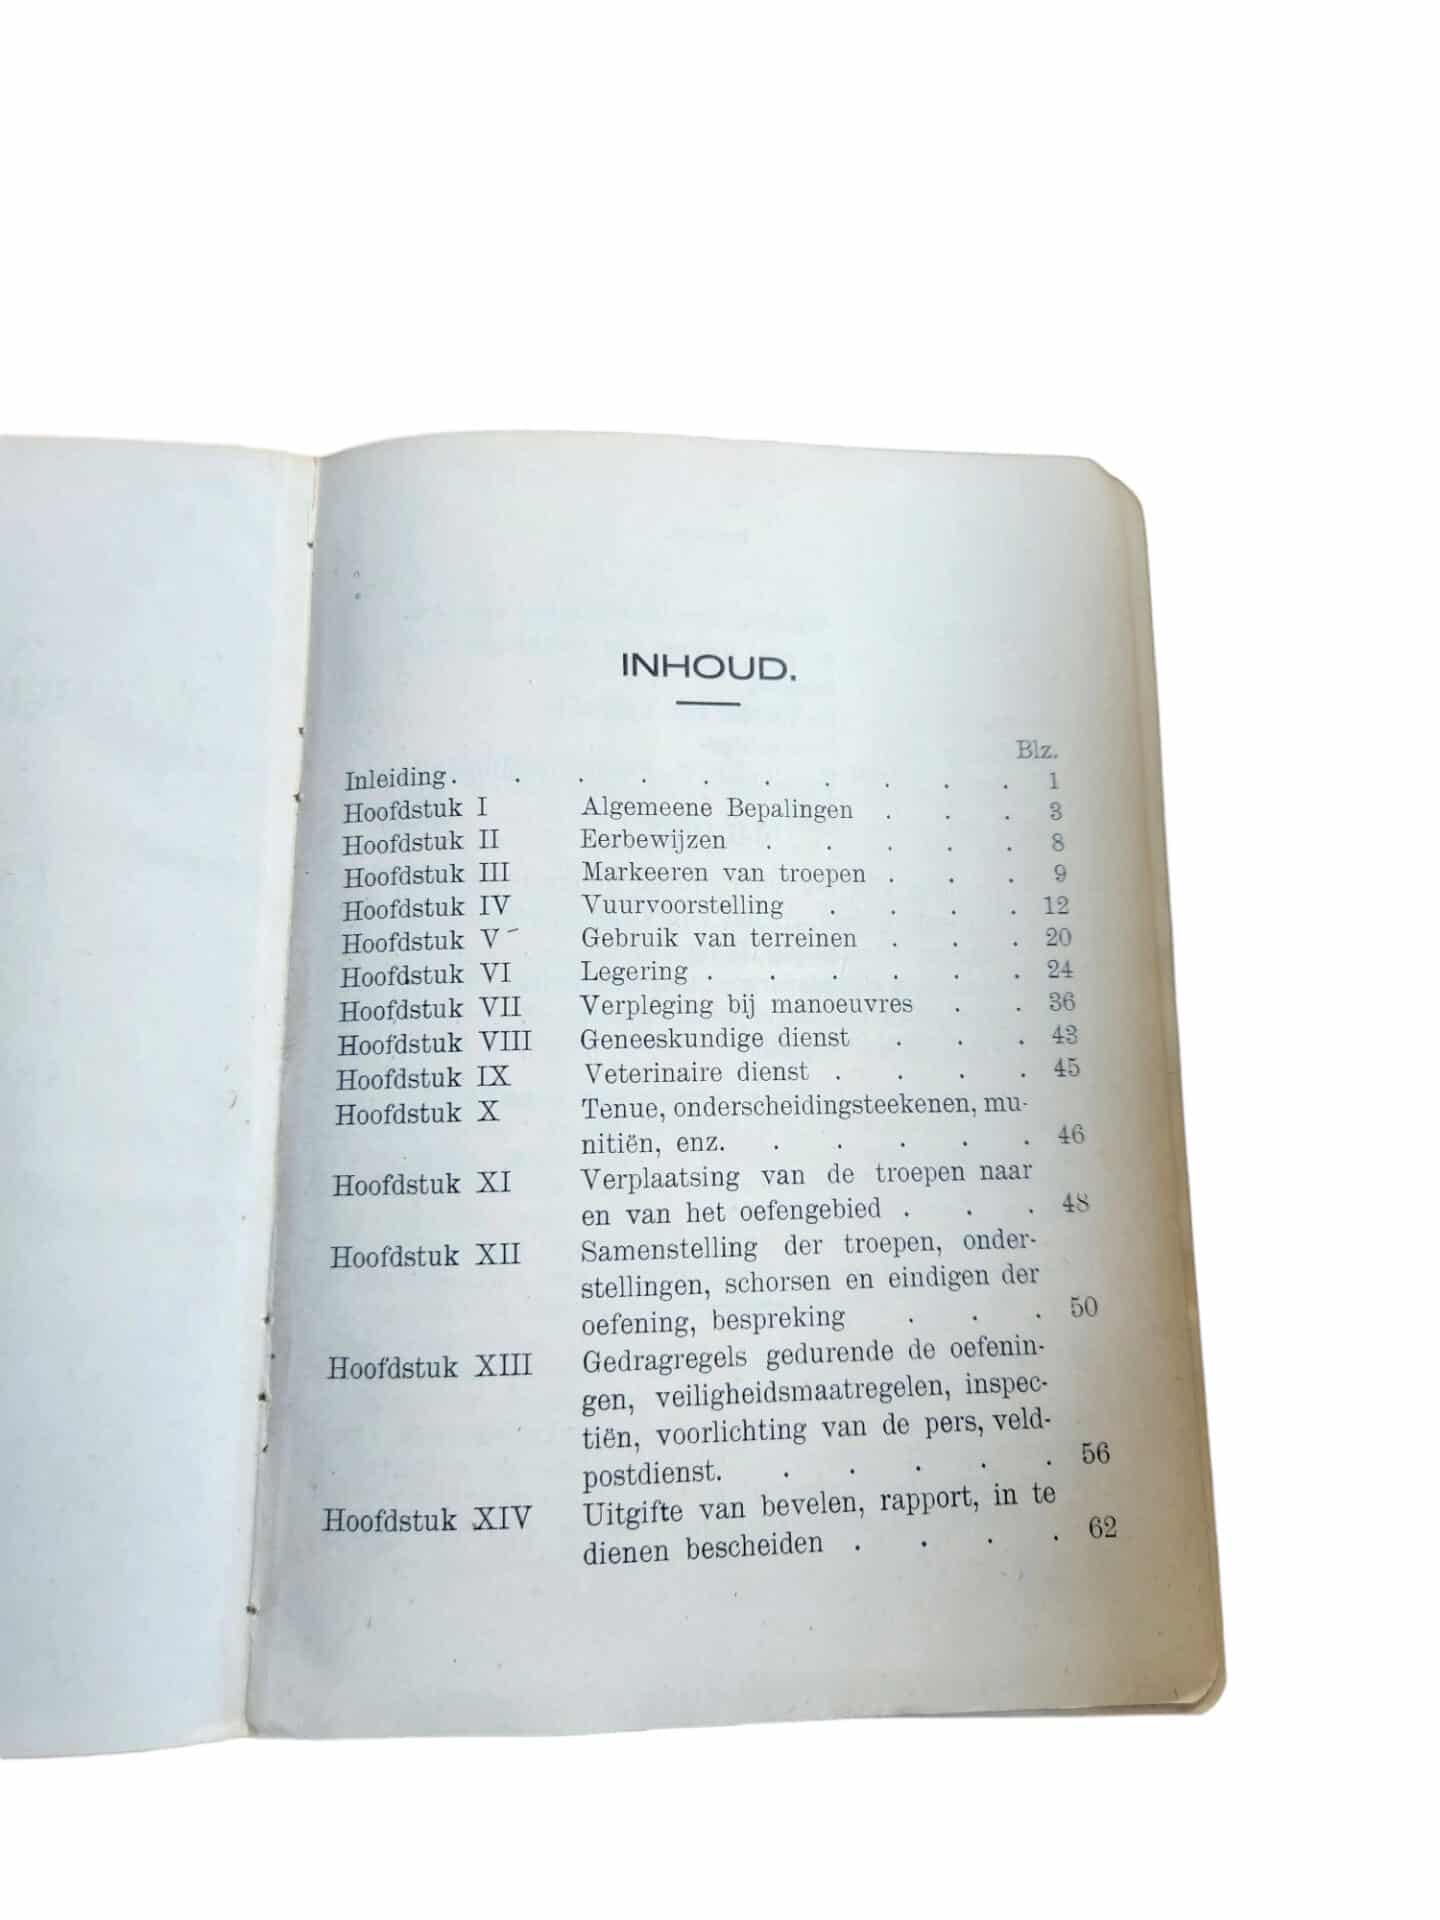 INHOUD.
Blz.
Inleiding . . . . . . . . . . 1
Hoofdstuk I Algemeene Bepalingen . . . 3
Hoofdstuk II Eerbewijzen . . . . . 8
Hoofdstuk III Markeeren van troepen . . . 9
Hoofdstuk IV Vuurvoorstelling . . . . 12
Hoofdstuk V Gebruik van terreinen . . . 20
Hoofdstuk VI Legering . . . . . . 24
Hoofdstuk VII Verpleging bij manoeuvres . . 36
Hoofdstuk VIII Geneeskundige dienst . . . 43
Hoofdstuk IX Veterinaire dienst . . . . 45
Hoofdstuk X Tenue, onderscheidingsteekenen, mu-
nitiën, enz. . . . . . 46
Hoofdstuk XI Verplaatsing van de troepen naar
en van het oefengebied . . . 48
Hoofdstuk XII Samenstelling der troepen, onder-
stellingen, schorsen en eindigen der
oefening, bespreking . . . 50
Hoofdstuk XIII Gedragregels gedurende de oefenin-
gen, veiligheidsmaatregelen, inspec-
tiën, voorlichting van de pers, veld-
postdienst. . . . . . 56
Hoofdstuk XIV Uitgifte van bevelen, rapport, in te
dienen bescheiden . . . . 62